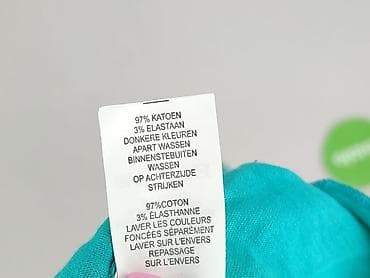 97% KATOEN
3% ELASTAAN
DONKERE KLEUREN
APART WASSEN
BINNENSTEBUITEN
WASSEN
OP ACHTERZIJDE
STRIJKEN
97%COTON
3% ÉLASTHANNE
LAVER LES COULEURS
FONCÉES SÉPARÉMENT
LAVER SUR L'ENVERS
REPASSAGE
SUR L'ENVERS